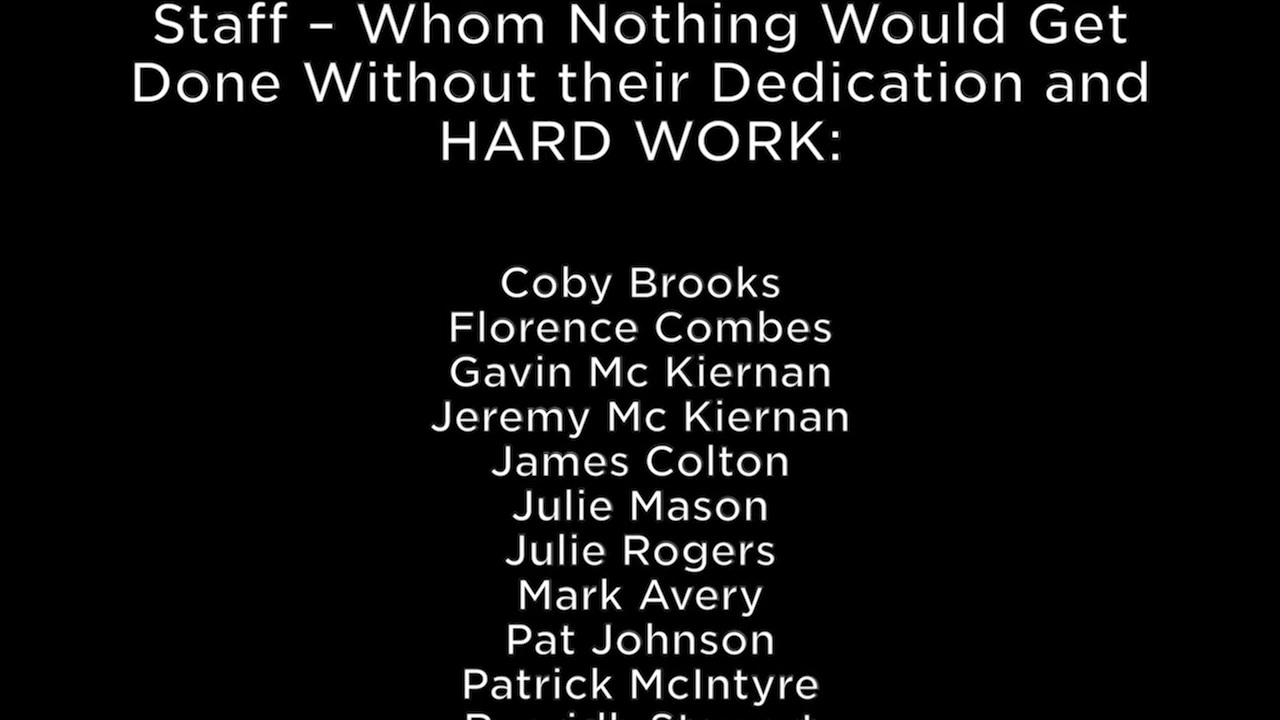 Staff – Whom Nothing Would Get
Done Without their Dedication and
HARD WORK:
Coby Brooks
Florence Combes
Gavin Mc Kiernan
Jeremy Mc Kiernan
James Colton
Julie Mason
Julie Rogers
Mark Avery
Pat Johnson
Patrick McIntyre